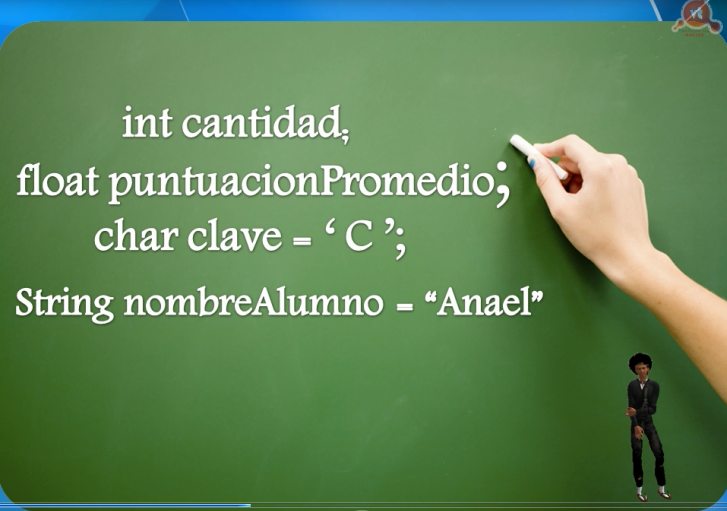 int cantidad;
float puntuacionPromedio;
char clave = ‘ C ’;
String nombreAlumno = “Anael”